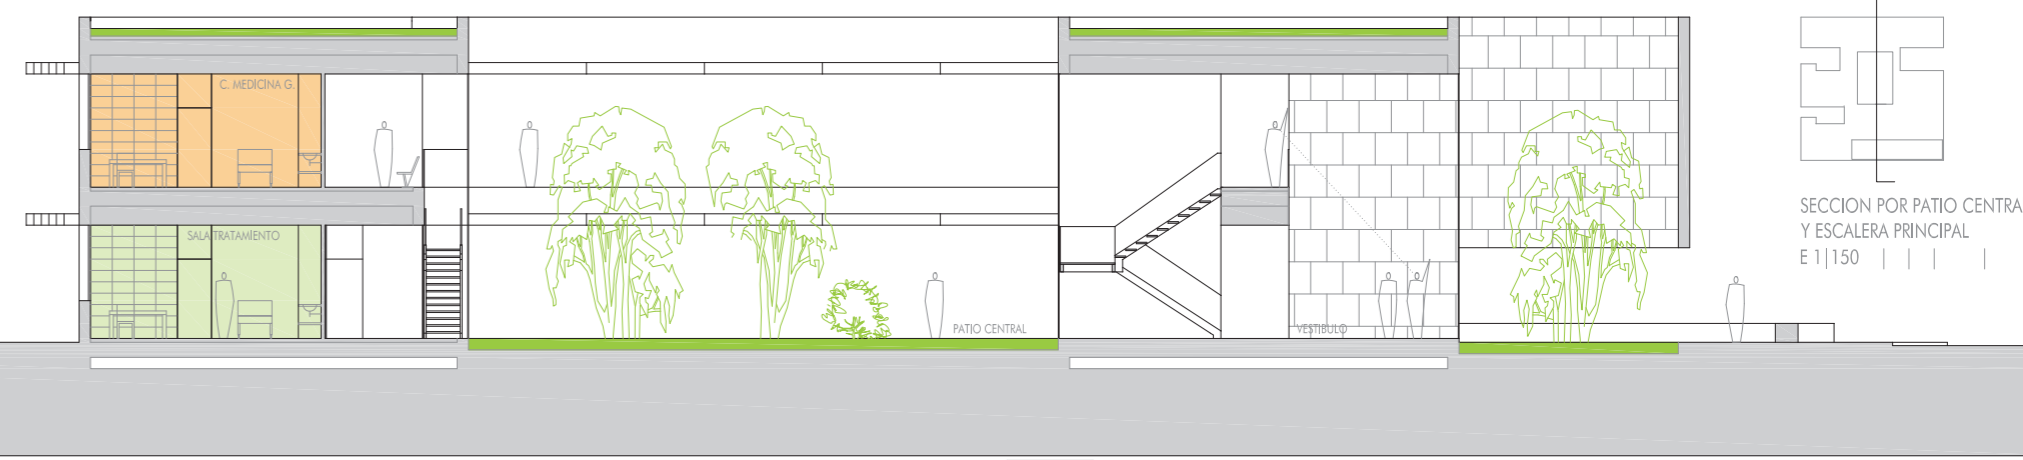 C. MEDICINA G.
SALA TRATAMIENTO
PATIO CENTRAL
VESTIBULO
SECCION POR PATIO CENTRA
Y ESCALERA PRINCIPAL
E 1|150